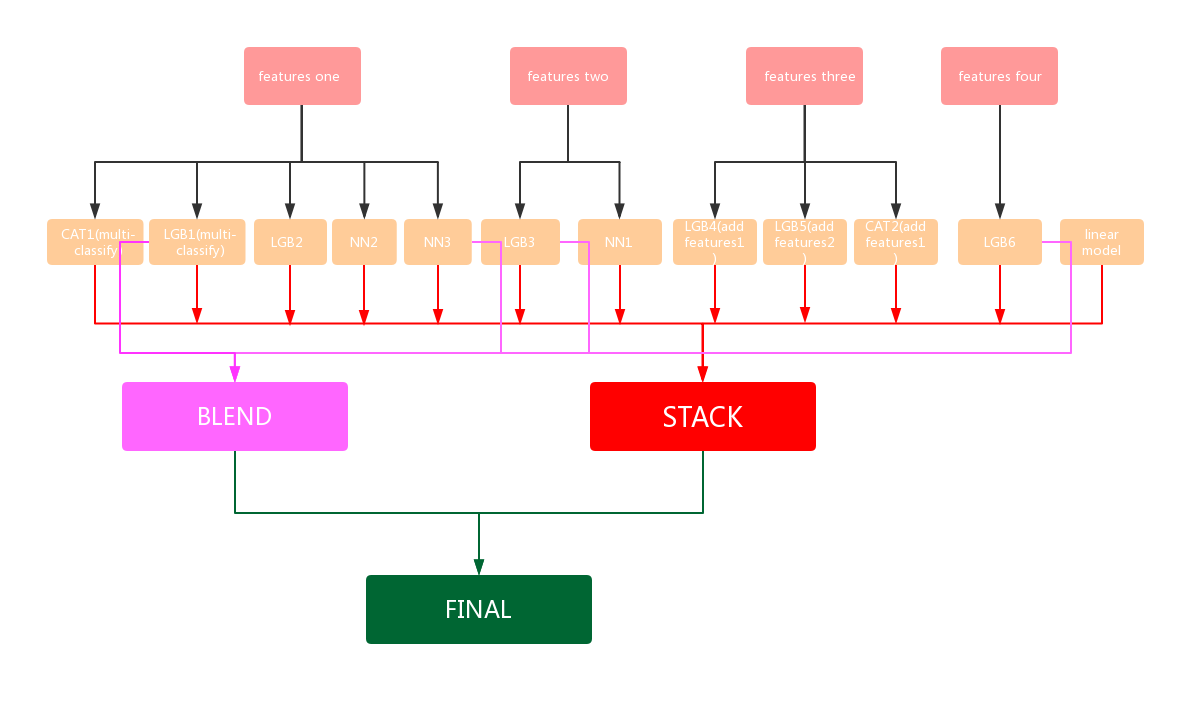 features one
features two
features three
features four
CAT1(multi-
classify)
LGB1(multi-
classify)
LGB2
NN2
NN3
LGB3
NN1
LGB4(add
features1
)
LGB5(add
features2
)
CAT2(add
features1
)
LGB6
linear
model
BLEND
STACK
FINAL